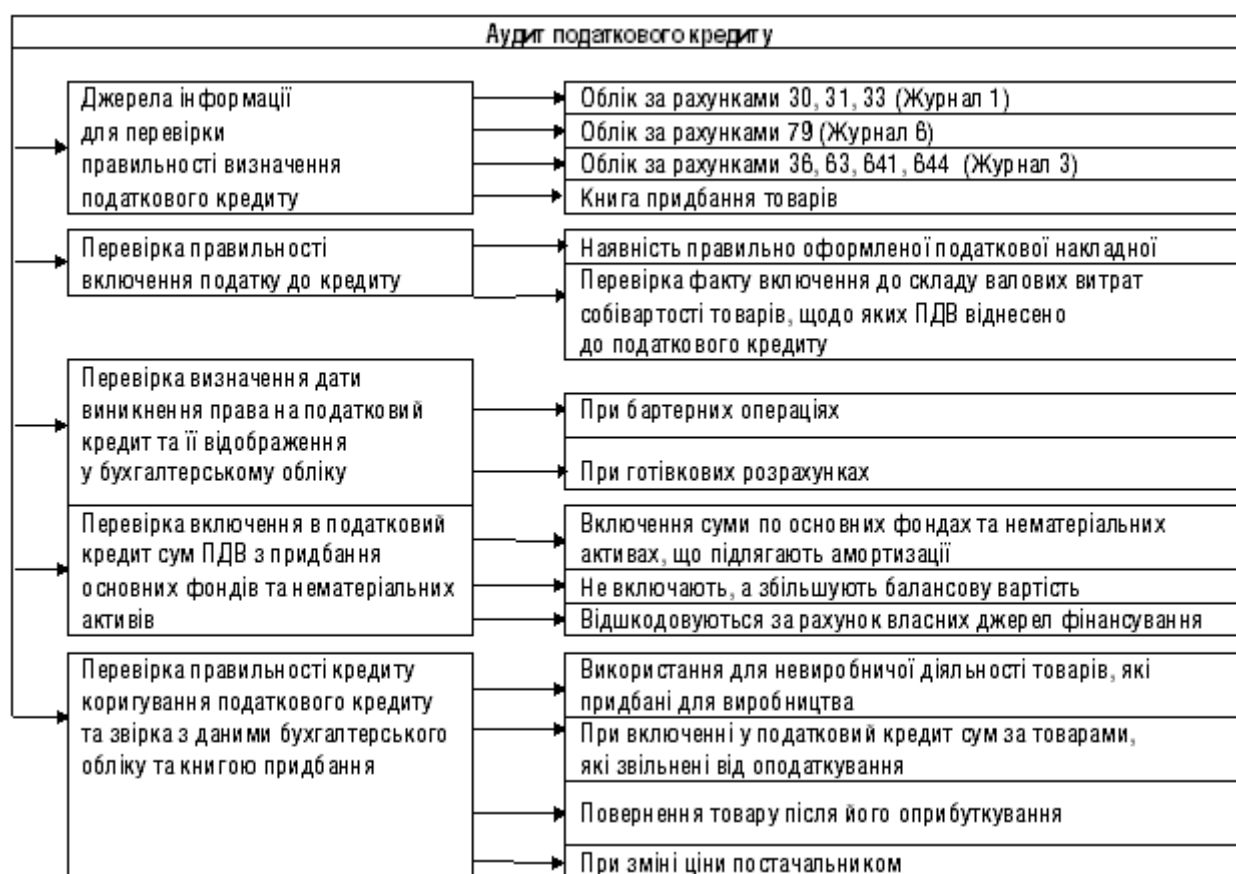 Аудит податкового кредиту
Джерела інформації
для перевірки
правильності визначення
податкового кредиту
Облік за рахунками 30, 31, 33 (Журнал 1)
Облік за рахунками 79 (Журнал 6)
Облік за рахунками 36, 63, 641, 644 (Журнал 3)
Книга придбання товарів
Перевірка правильності
включення податку до кредиту
Наявність правильно оформленої податкової накладної
Перевірка факту включення до складу валових витрат
собівартості товарів, щодо яких ПДВ віднесено
до податкового кредиту
Перевірка визначення дати
виникнення права на податковий
кредит та її відображення
у бухгалтерському обліку
При бартерних операціях
При готівкових розрахунках
Перевірка включення в податковий
кредит сум ПДВ з придбання
основних фондів та нематеріальних
активів
Включення суми по основних фондах та нематеріальних
активах, що підлягають амортизації
Не включають, а збільшують балансову вартість
Відшкодовуються за рахунок власних джерел фінансування
Перевірка правильності кредиту
коригування податкового кредиту
та звірка з даними бухгалтерського
обліку та книгою придбання
Використання для невиробничої діяльності товарів, які
придбані для виробництва
При включенні у податковий кредит сум за товарами,
які звільнені від оподаткування
Повернення товару після його оприбуткування
При зміні ціни постачальником